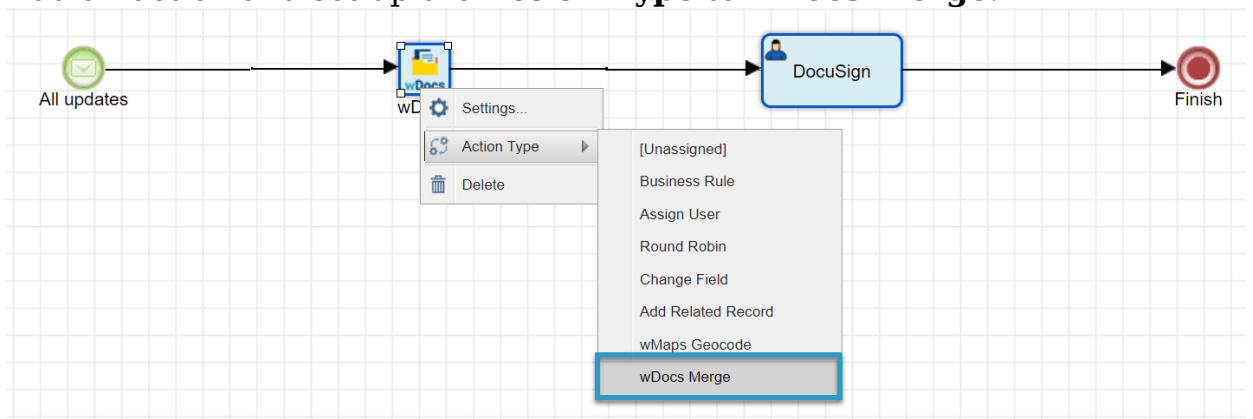 All updates
wDocs
DocuSign
Finish
Settings...
Action Type
Delete
[Unassigned]
Business Rule
Assign User
Round Robin
Change Field
Add Related Record
wMaps Geocode
wDocs Merge